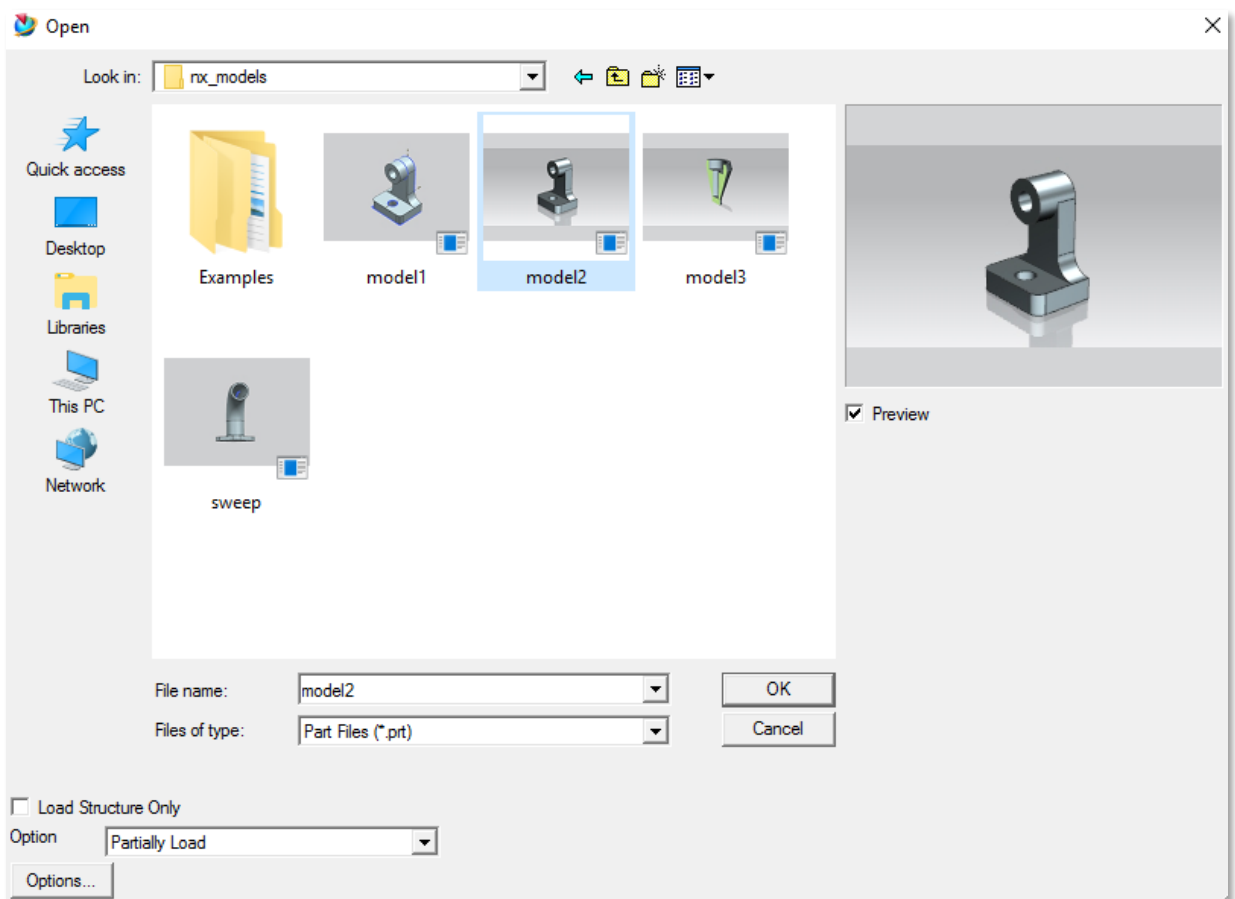 Open
Look in: nx_models
Quick access
Desktop
Libraries
This PC
Network
Examples model1 model2 model3
sweep
Preview
File name: model2 OK
Files of type: Part Files (*.prt) Cancel
Load Structure Only
Option Partially Load
Options...